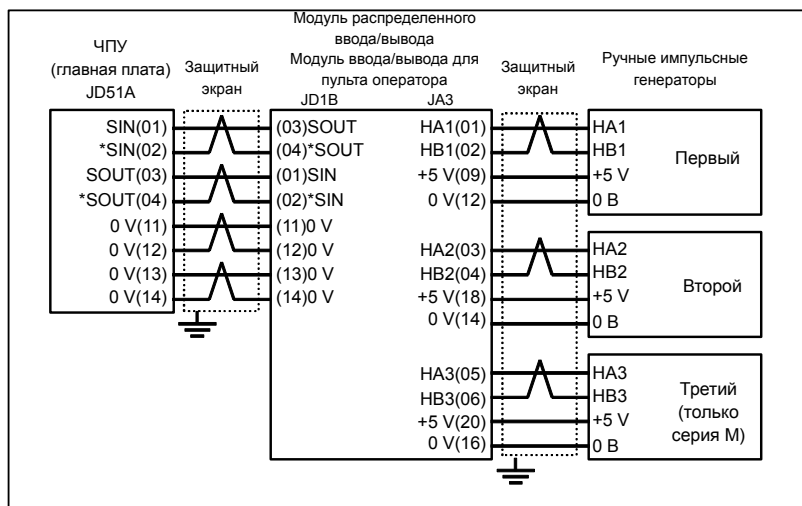 Модуль распределенного
ввода/вывода
Модуль ввода/вывода для
пульта оператора
ЧПУ
(главная плата)
JD51A
Защитный
экран
JD1B
JA3
Защитный
экран
Ручные импульсные
генераторы
SIN(01)
*SIN(02)
SOUT(03)
*SOUT(04)
0 V(11)
0 V(12)
0 V(13)
0 V(14)
(03)SOUT
(04)*SOUT
(01)SIN
(02)*SIN
(11)0 V
(12)0 V
(13)0 V
(14)0 V
HA1(01)
HB1(02)
+5 V(09)
0 V(12)
HA2(03)
HB2(04)
+5 V(18)
0 V(14)
HA3(05)
HB3(06)
+5 V(20)
0 V(16)
HA1
HB1
+5 V
0 В
Первый
HA2
HB2
+5 V
0 В
Второй
HA3
HB3
+5 V
0 В
Третий
(только
серия M)